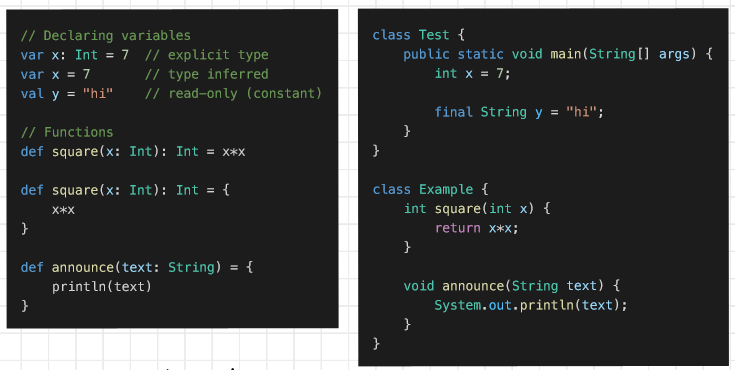 // Declaring variables
var x: Int = 7  // explicit type
var x = 7       // type inferred
val y = "hi"    // read-only (constant)

// Functions
def square(x: Int): Int = x*x

def square(x: Int): Int = {
    x*x
}

def announce(text: String) = {
    println(text)
}

class Test {
    public static void main(String[] args) {
        int x = 7;

        final String y = "hi";
    }
}

class Example {
    int square(int x) {
        return x*x;
    }

    void announce(String text) {
        System.out.println(text);
    }
}